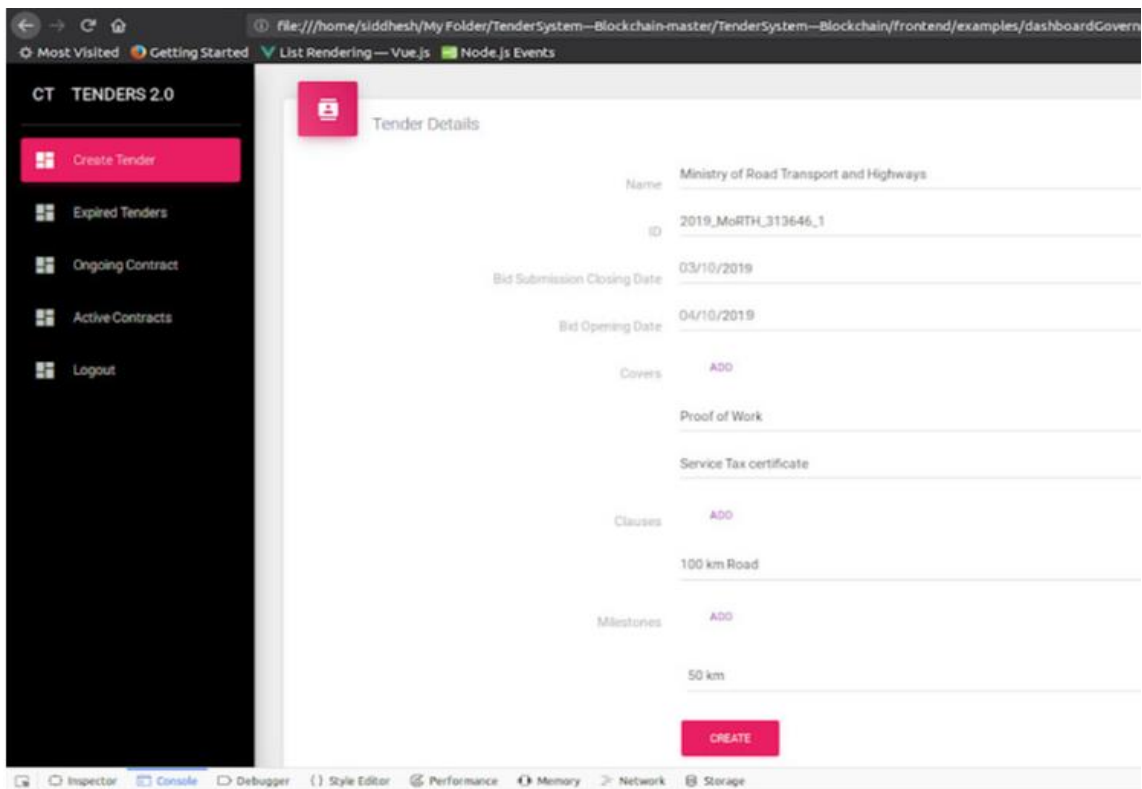 file:///home/siddhesh/My Folder/TenderSystem—Blockchain-master/TenderSystem—Blockchain/frontend/examples/dashboardGovern
Most Visited Getting Started List Rendering — Vue.js Node.js Events
CT TENDERS 2.0
Create Tender
Expired Tenders
Ongoing Contract
Active Contracts
Logout
Tender Details
Name Ministry of Road Transport and Highways
ID 2019_MoRTH_313646_1
Bid Submission Closing Date 03/10/2019
Bid Opening Date 04/10/2019
Covers ADD
Proof of Work
Service Tax certificate
Clauses ADD
100 km Road
Milestones ADD
50 km
CREATE
Inspector Console Debugger {} Style Editor Performance Memory Network Storage